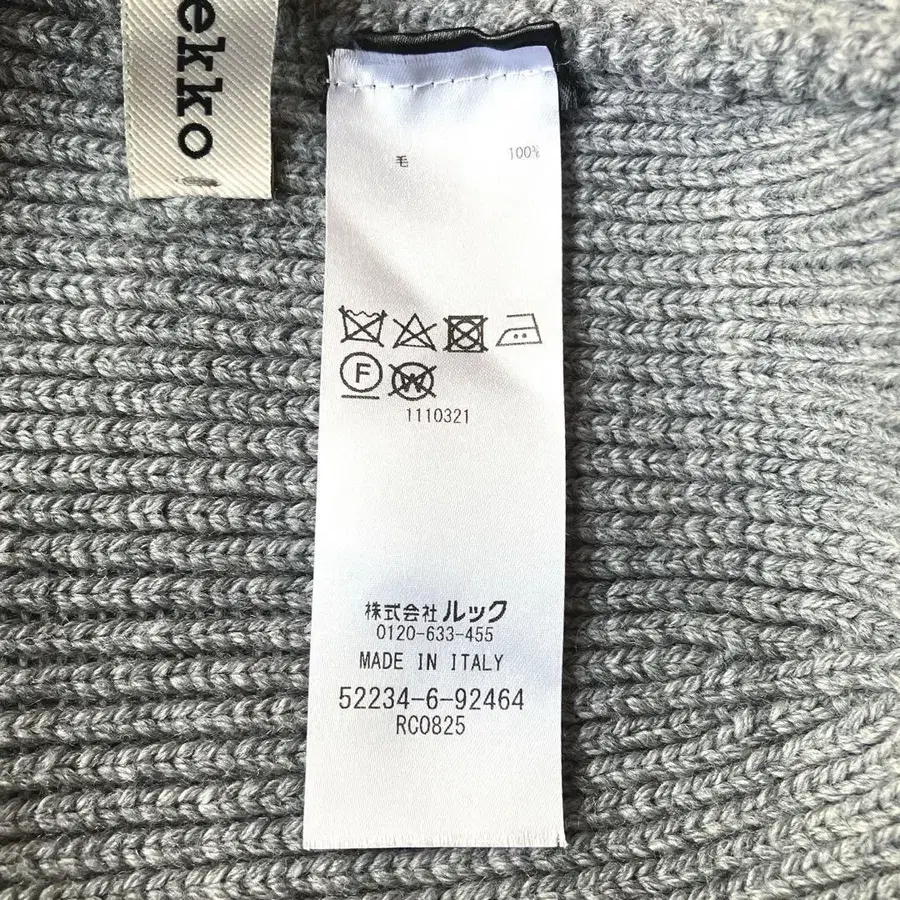 ekko
毛 100%
F W
1110321
株式会社ルック
0120-633-455
MADE IN ITALY
52234-6-92464
RC0825